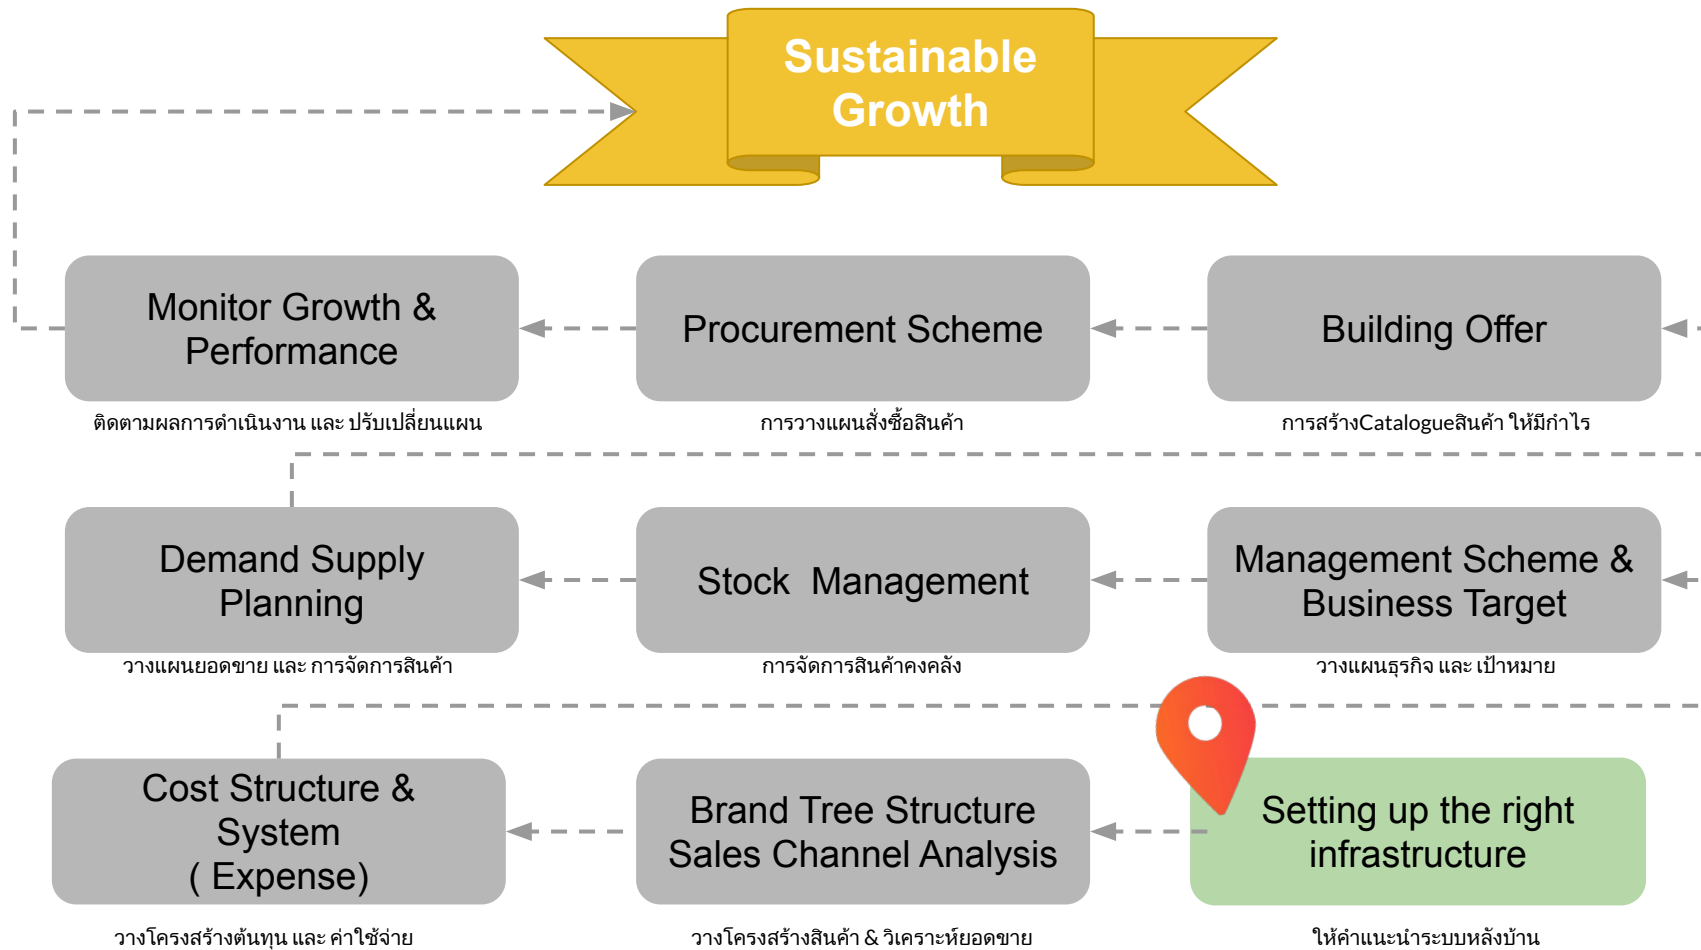 Sustainable
Growth
Monitor Growth &
Performance
Procurement Scheme
Building Offer
ติดตามผลการดำเนินงาน และ ปรับเปลี่ยนแผน
การวางแผนสั่งซื้อสินค้า
การสร้างCatalogueสินค้า ให้มีกำไร
Demand Supply
Planning
Stock  Management
Management Scheme &
Business Target
วางแผนยอดขาย และ การจัดการสินค้า
การจัดการสินค้าคงคลัง
วางแผนธุรกิจ และ เป้าหมาย
Cost Structure &
System
( Expense)
Brand Tree Structure
Sales Channel Analysis
Setting up the right
infrastructure
วางโครงสร้างต้นทุน และ ค่าใช้จ่าย
วางโครงสร้างสินค้า & วิเคราะห์ยอดขาย
ให้คำแนะนำระบบหลังบ้าน